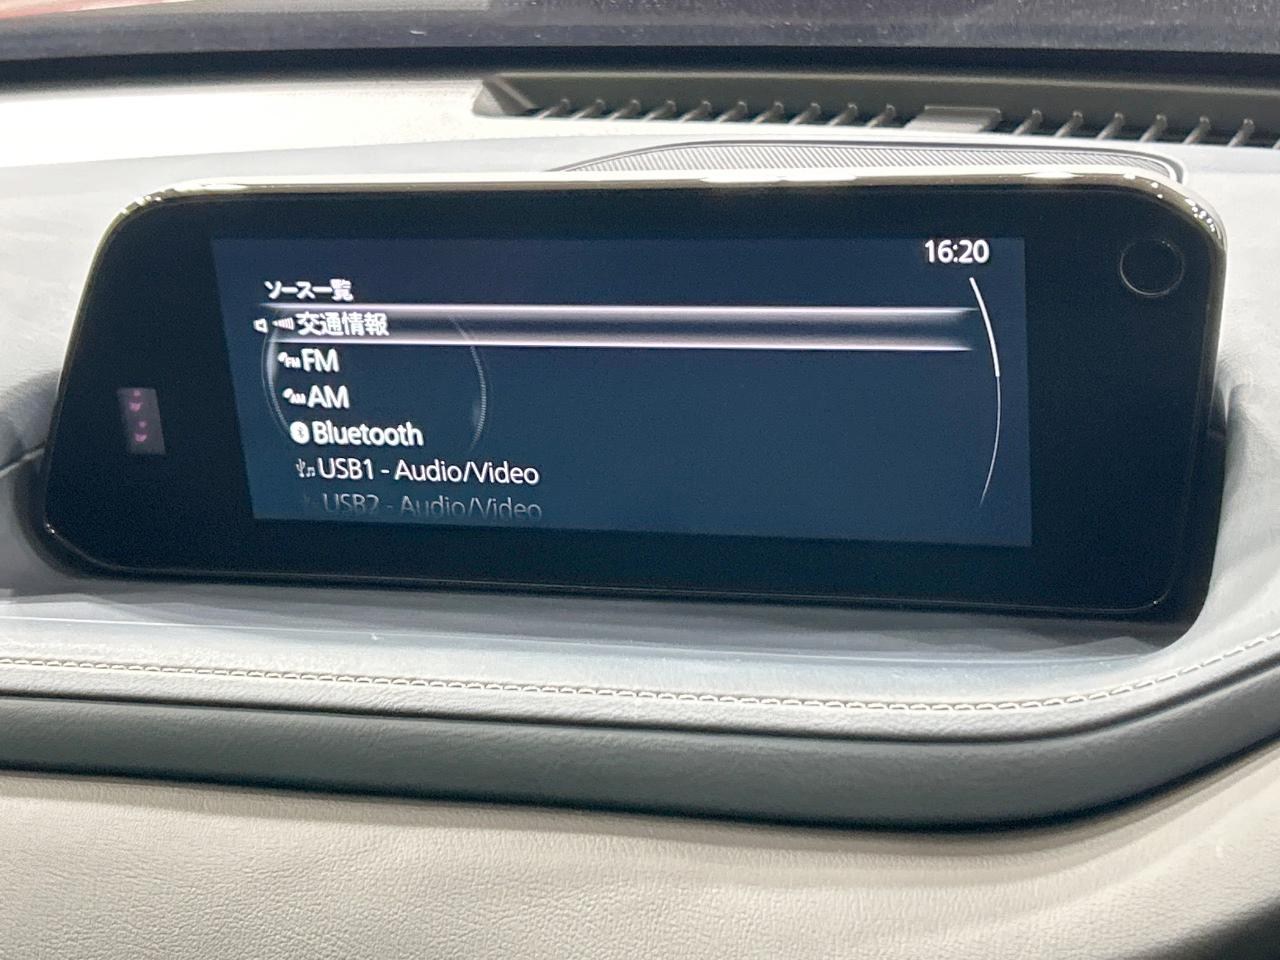 16:20
ソース一覧
交通情報
FM
AM
Bluetooth
USB1 - Audio/Video
USB2 - Audio/Video